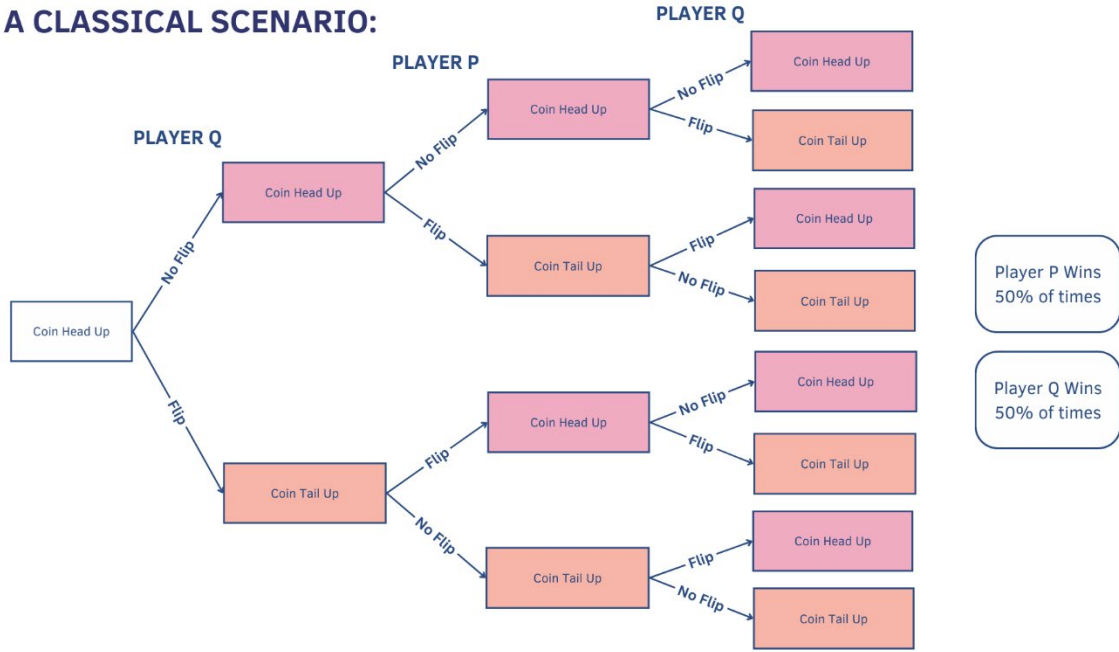 A CLASSICAL SCENARIO:
PLAYER Q
PLAYER P
PLAYER Q
Coin Head Up
No Flip
Flip
Coin Head Up
Coin Tail Up
No Flip
Flip
Flip
No Flip
Coin Head Up
Coin Tail Up
Coin Head Up
Coin Tail Up
No Flip
Flip
Flip
No Flip
No Flip
Flip
Flip
No Flip
Coin Head Up
Coin Tail Up
Coin Head Up
Coin Tail Up
Coin Head Up
Coin Tail Up
Coin Head Up
Coin Tail Up
Player P Wins
50% of times
Player Q Wins
50% of times